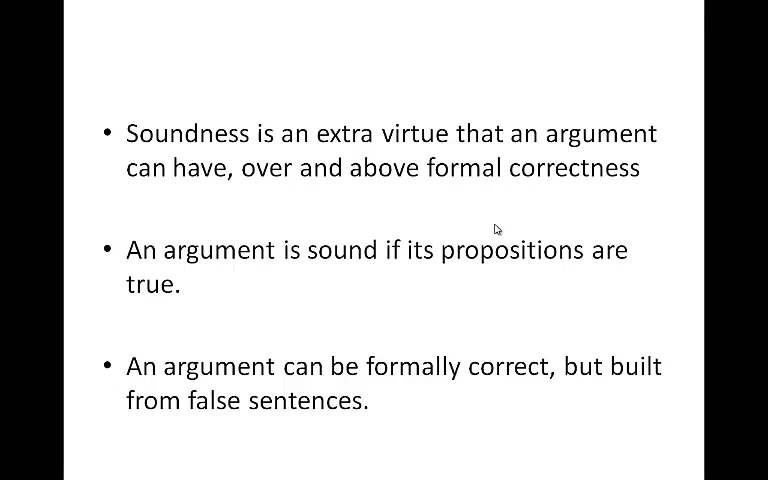 • Soundness is an extra virtue that an argument
can have, over and above formal correctness
• An argument is sound if its propositions are
true.
• An argument can be formally correct, but built
from false sentences.